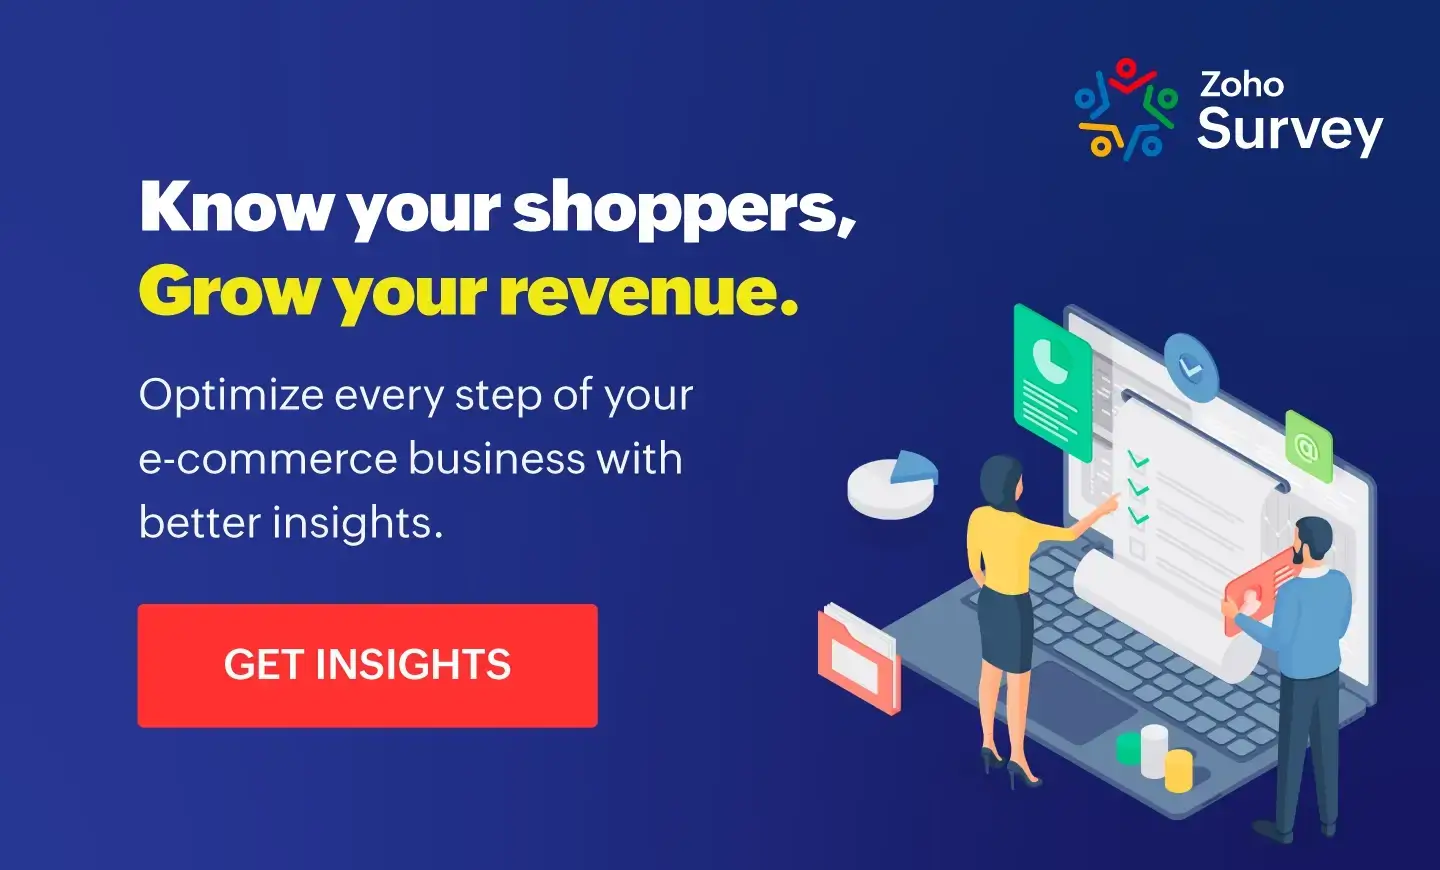 Zoho
Survey
Know your shoppers,
Grow your revenue.
Optimize every step of your
e-commerce business with
better insights.
GET INSIGHTS
@